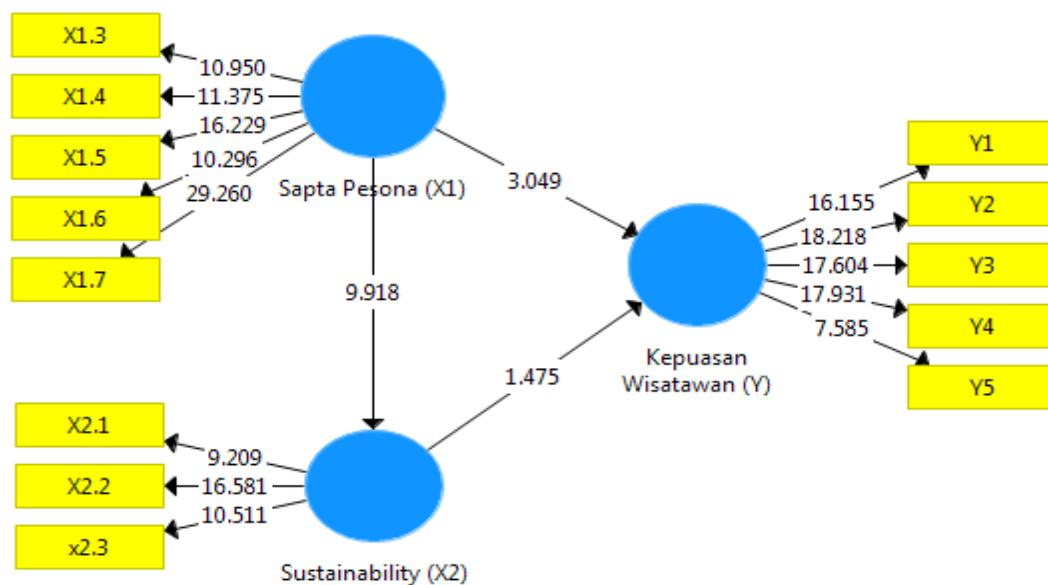 X1.3
X1.4
X1.5
X1.6
X1.7
10.950
11.375
16.229
10.296
29.260
Sapta Pesona (X1)
3.049
9.918
1.475
Kepuasan
Wisatawan (Y)
16.155
18.218
17.604
17.931
7.585
Y1
Y2
Y3
Y4
Y5
X2.1
X2.2
x2.3
9.209
16.581
10.511
Sustainability (X2)